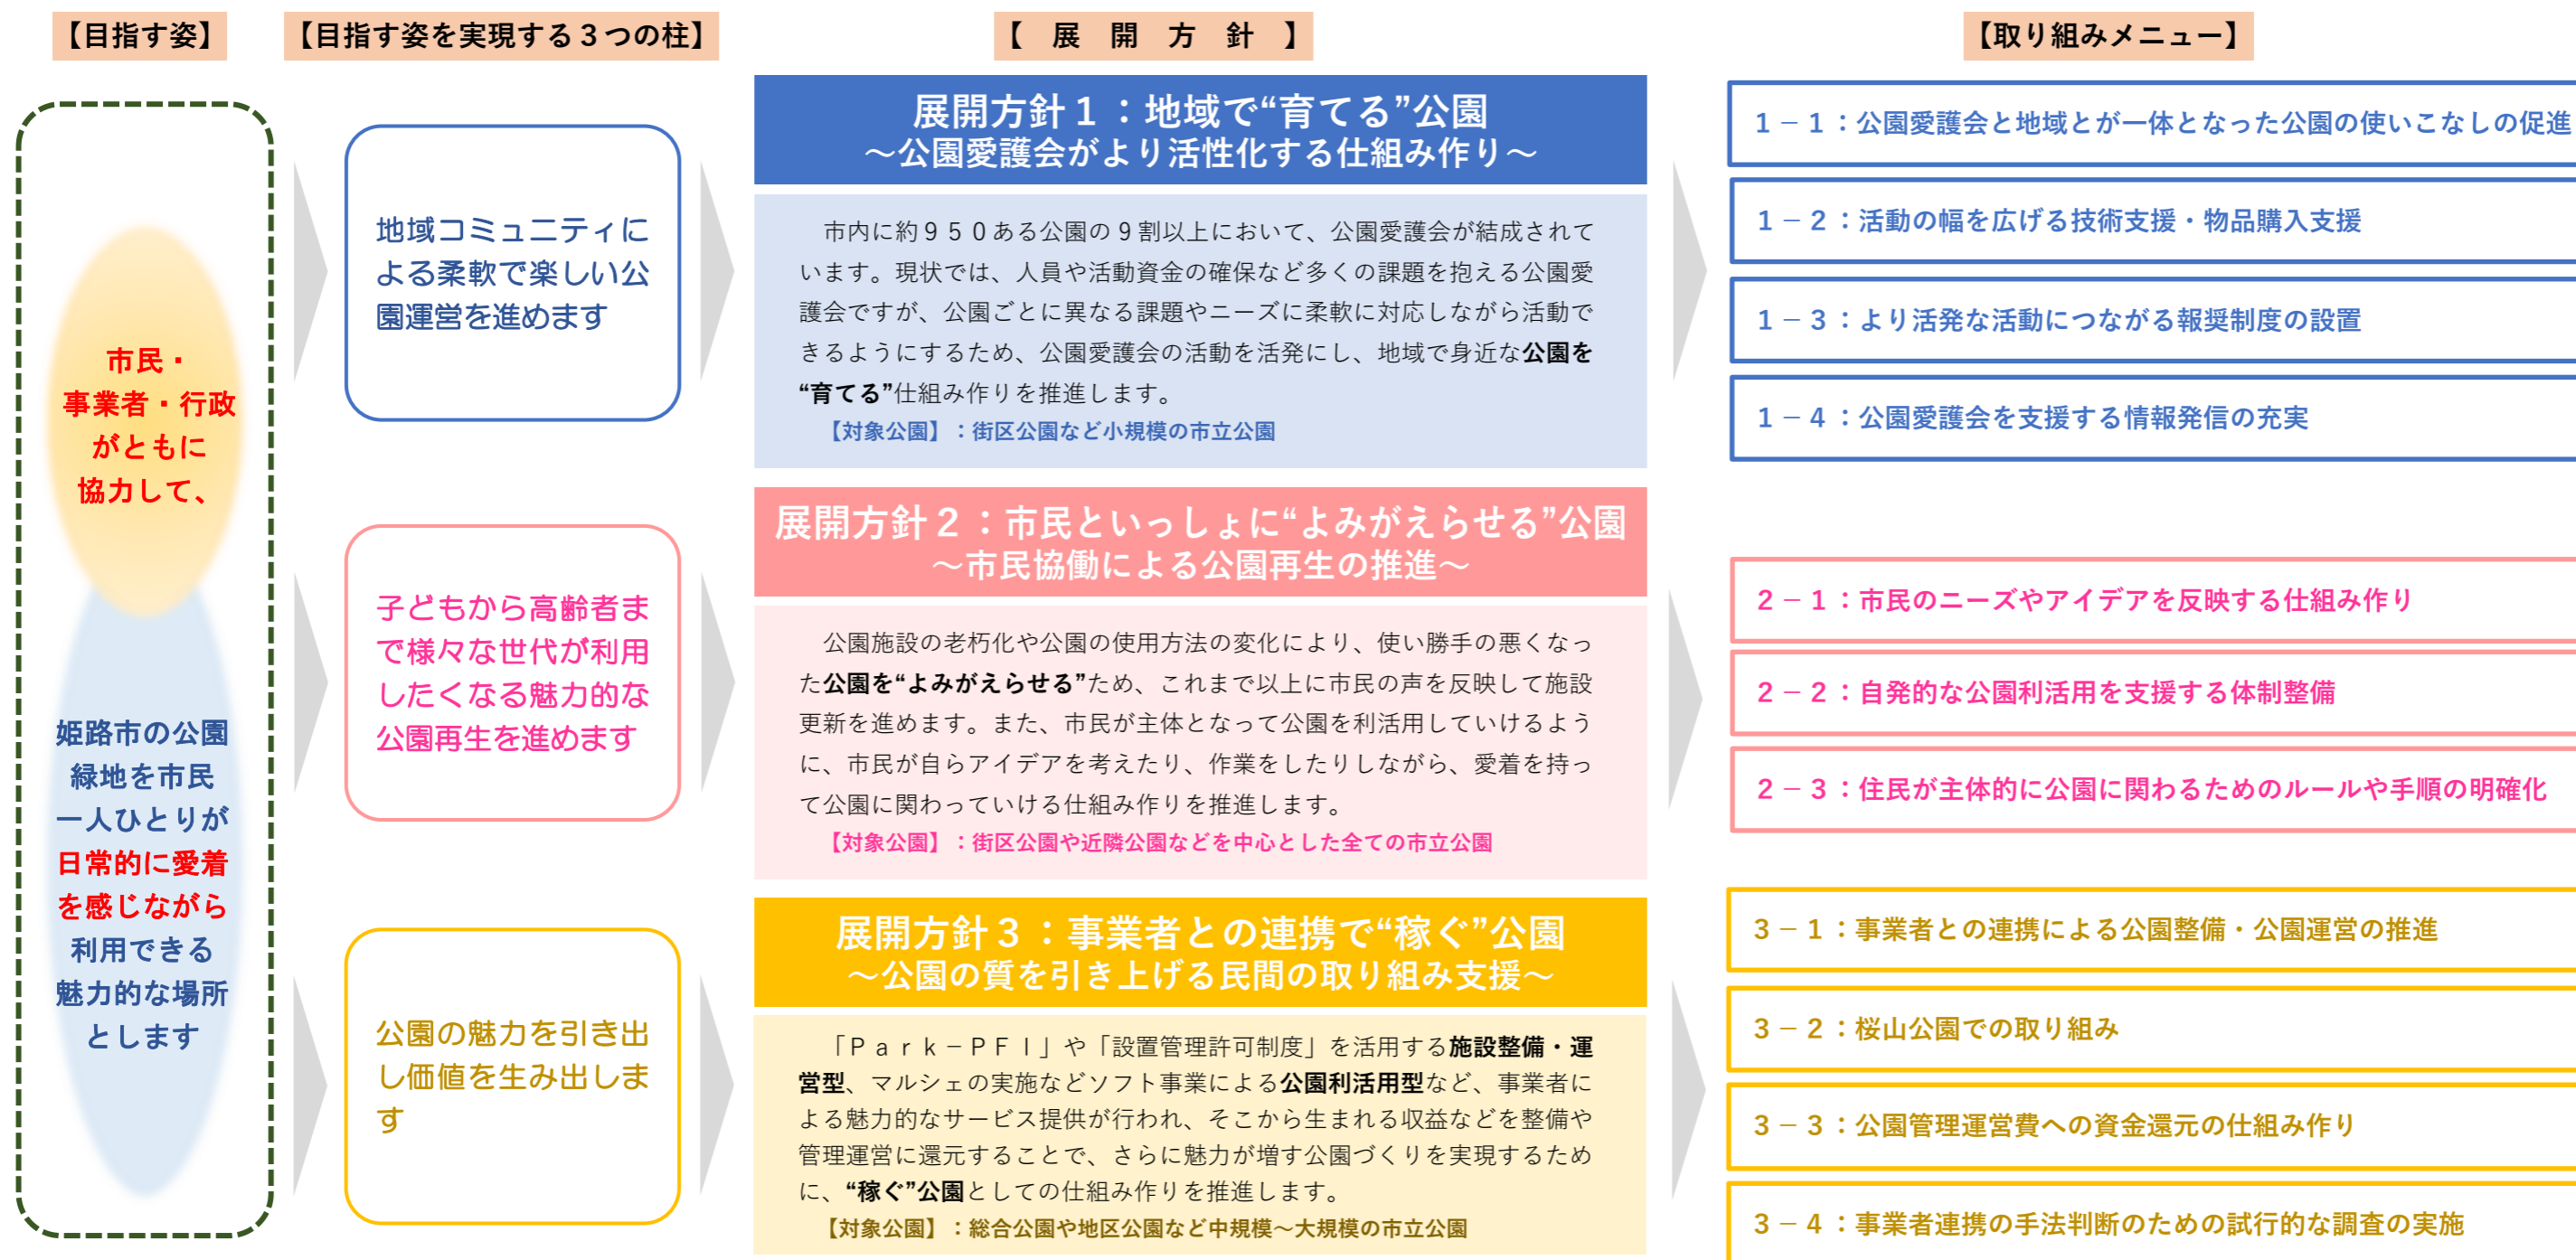 【目指す姿】
【目指す姿を実現する３つの柱】
【　展　開　方　針　】
【取り組みメニュー】
市民・
事業者・行政
がともに
協力して、
姫路市の公園
緑地を市民
一人ひとりが
日常的に愛着
を感じながら
利用できる
魅力的な場所
とします
地域コミュニティに
よる柔軟で楽しい公
園運営を進めます
展開方針１：地域で“育てる”公園
～公園愛護会がより活性化する仕組み作り～
市内に約９５０ある公園の９割以上において、公園愛護会が結成されて
います。現状では、人員や活動資金の確保など多くの課題を抱える公園愛
護会ですが、公園ごとに異なる課題やニーズに柔軟に対応しながら活動で
きるようにするため、公園愛護会の活動を活発にし、地域で身近な公園を
“育てる”仕組み作りを推進します。
【対象公園】：街区公園など小規模の市立公園
１－１：公園愛護会と地域とが一体となった公園の使いこなしの促進
１－２：活動の幅を広げる技術支援・物品購入支援
１－３：より活発な活動につながる報奨制度の設置
１－４：公園愛護会を支援する情報発信の充実
子どもから高齢者ま
で様々な世代が利用
したくなる魅力的な
公園再生を進めます
展開方針２：市民といっしょに“よみがえらせる”公園
～市民協働による公園再生の推進～
公園施設の老朽化や公園の使用方法の変化により、使い勝手の悪くなっ
た公園を“よみがえらせる”ため、これまで以上に市民の声を反映して施設
更新を進めます。また、市民が主体となって公園を利活用していけるよう
に、市民が自らアイデアを考えたり、作業をしたりしながら、愛着を持っ
て公園に関わっていける仕組み作りを推進します。
【対象公園】：街区公園や近隣公園などを中心とした全ての市立公園
２－１：市民のニーズやアイデアを反映する仕組み作り
２－２：自発的な公園利活用を支援する体制整備
２－３：住民が主体的に公園に関わるためのルールや手順の明確化
公園の魅力を引き出
し価値を生み出しま
す
展開方針３：事業者との連携で“稼ぐ”公園
～公園の質を引き上げる民間の取り組み支援～
「Ｐａｒｋ－ＰＦＩ」や「設置管理許可制度」を活用する施設整備・運
営型、マルシェの実施などソフト事業による公園利活用型など、事業者に
よる魅力的なサービス提供が行われ、そこから生まれる収益などを整備や
管理運営に還元することで、さらに魅力が増す公園づくりを実現するため
に、“稼ぐ”公園としての仕組み作りを推進します。
【対象公園】：総合公園や地区公園など中規模～大規模の市立公園
３－１：事業者との連携による公園整備・公園運営の推進
３－２：桜山公園での取り組み
３－３：公園管理運営費への資金還元の仕組み作り
３－４：事業者連携の手法判断のための試行的な調査の実施